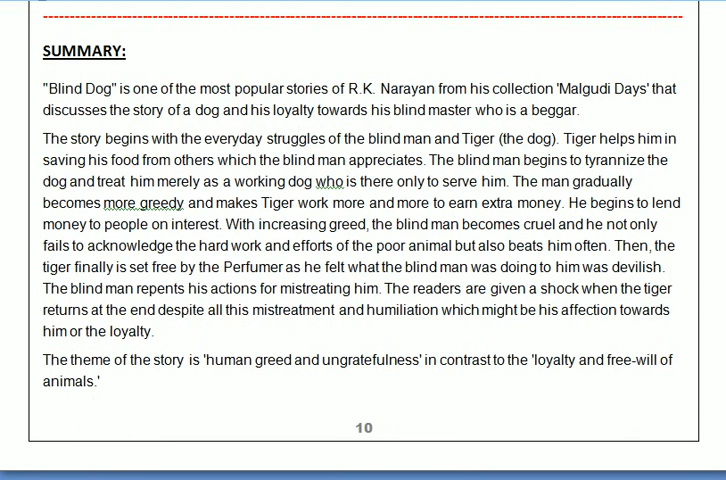 SUMMARY:
"Blind Dog" is one of the most popular stories of R.K. Narayan from his collection 'Malgudi Days' that
discusses the story of a dog and his loyalty towards his blind master who is a beggar.
The story begins with the everyday struggles of the blind man and Tiger (the dog). Tiger helps him in
saving his food from others which the blind man appreciates. The blind man begins to tyrannize the
dog and treat him merely as a working dog who is there only to serve him. The man gradually
becomes more greedy and makes Tiger work more and more to earn extra money. He begins to lend
money to people on interest. With increasing greed, the blind man becomes cruel and he not only
fails to acknowledge the hard work and efforts of the poor animal but also beats him often. Then, the
tiger finally is set free by the Perfumer as he felt what the blind man was doing to him was devilish.
The blind man repents his actions for mistreating him. The readers are given a shock when the tiger
returns at the end despite all this mistreatment and humiliation which might be his affection towards
him or the loyalty.
The theme of the story is 'human greed and ungratefulness' in contrast to the 'loyalty and free-will of
animals.'
10